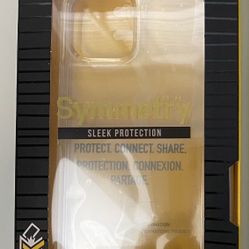 Symmetry
SLEEK PROTECTION
PROTECT. CONNECT. SHARE.
PROTECTION. CONNEXION.
PARTAGE.